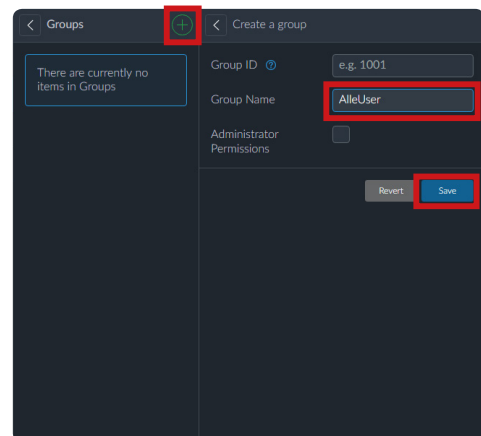 Groups
There are currently no
items in Groups
Create a group
Group ID
e.g. 1001
Group Name
AlleUser
Administrator
Permissions
Revert
Save